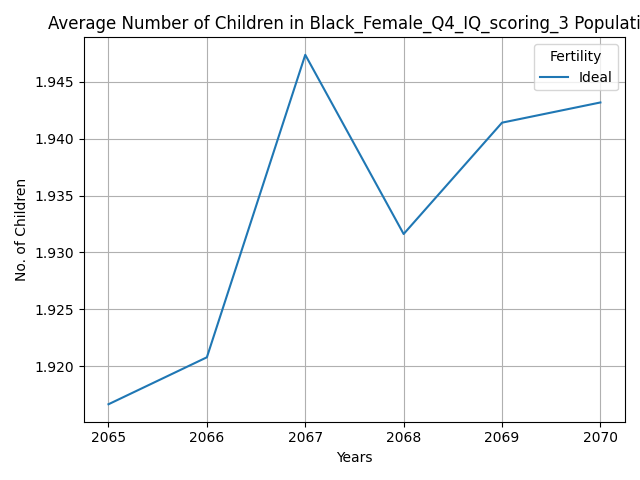 Average Number of Children in Black_Female_Q4_IQ_scoring_3 Populati
Fertility
Ideal
1.945
1.940
1.935
1.930
1.925
1.920
No. of Children
2065 2066 2067 2068 2069 2070
Years